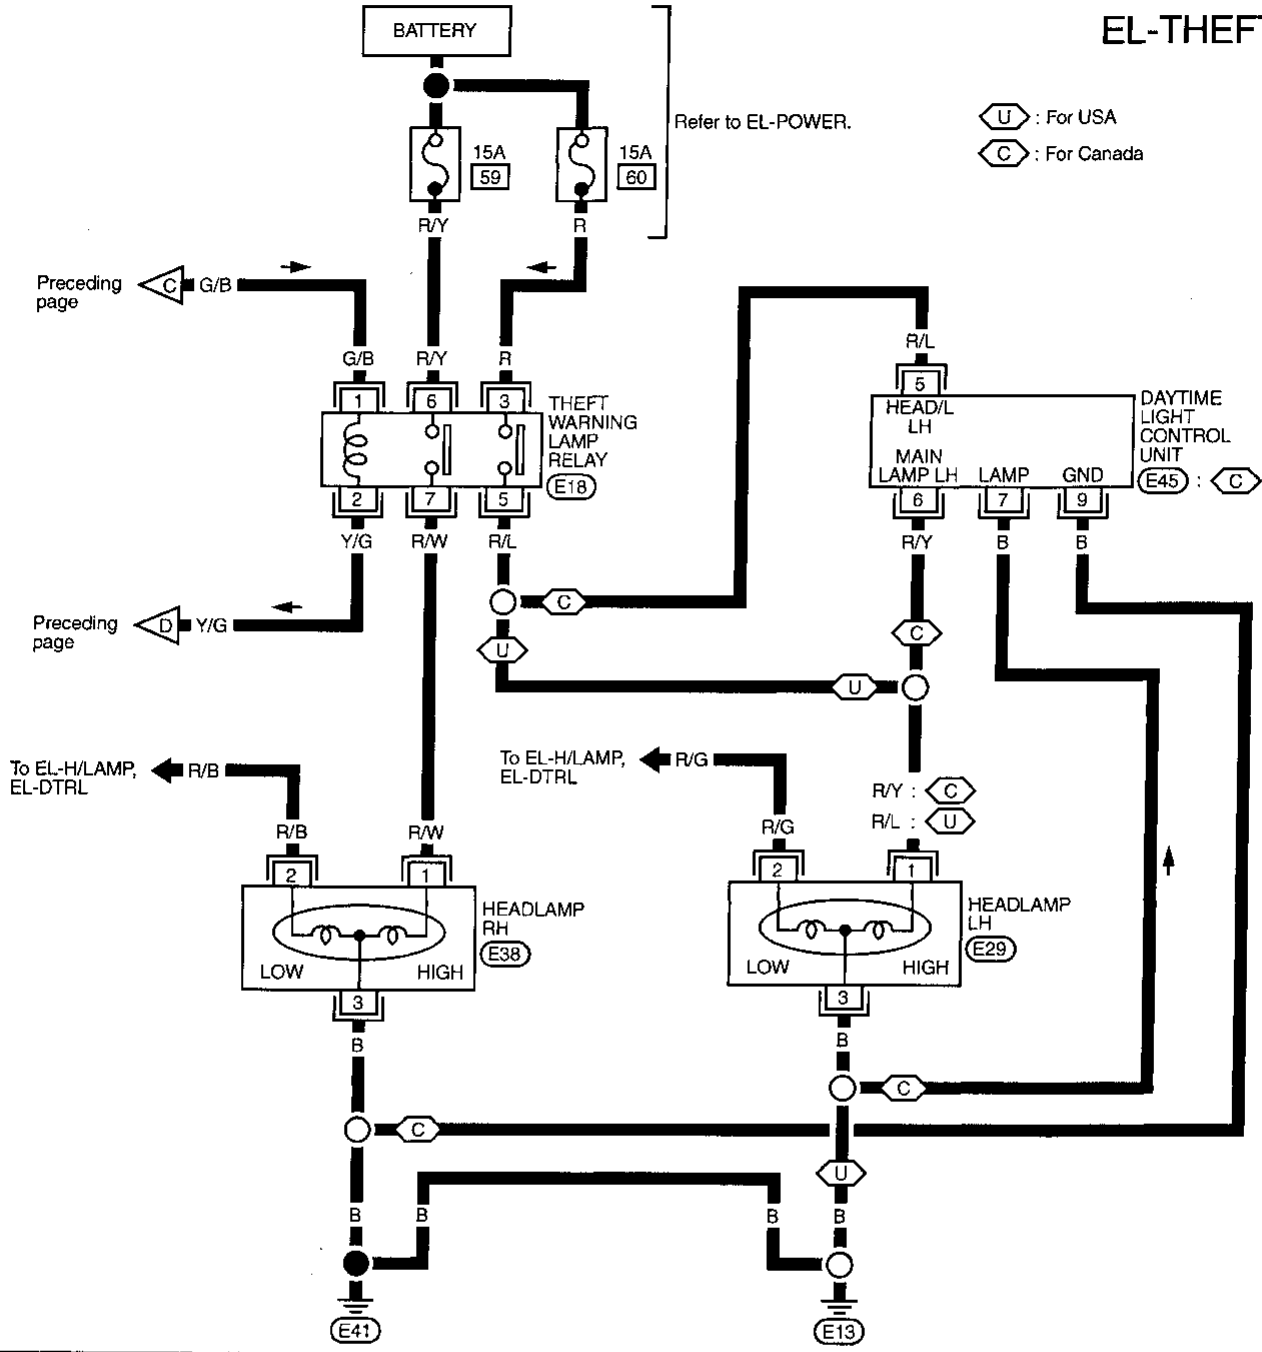 EL-THEF
BATTERY
Refer to EL-POWER.
U : For USA
C : For Canada
15A
59
15A
60
R/Y
R
Preceding
page
C
G/B
R/L
G/B
R/Y
R
1
6
3
THEFT
WARNING
LAMP
RELAY
E18
2
7
5
Y/G
R/W
R/L
5
HEAD/L
LH
MAIN
LAMP LH
LAMP
GND
DAYTIME
LIGHT
CONTROL
UNIT
E45 : C
6
7
9
R/Y
B
B
C
Preceding
page
D
Y/G
U
C
U
To EL-H/LAMP,
EL-DTRL
R/B
To EL-H/LAMP,
EL-DTRL
R/G
R/Y : C
R/L : U
R/B
R/W
R/G
2
1
HEADLAMP
RH
E38
LOW
HIGH
3
B
2
1
HEADLAMP
LH
E29
LOW
HIGH
3
B
C
C
U
B
B
B
B
E41
E13